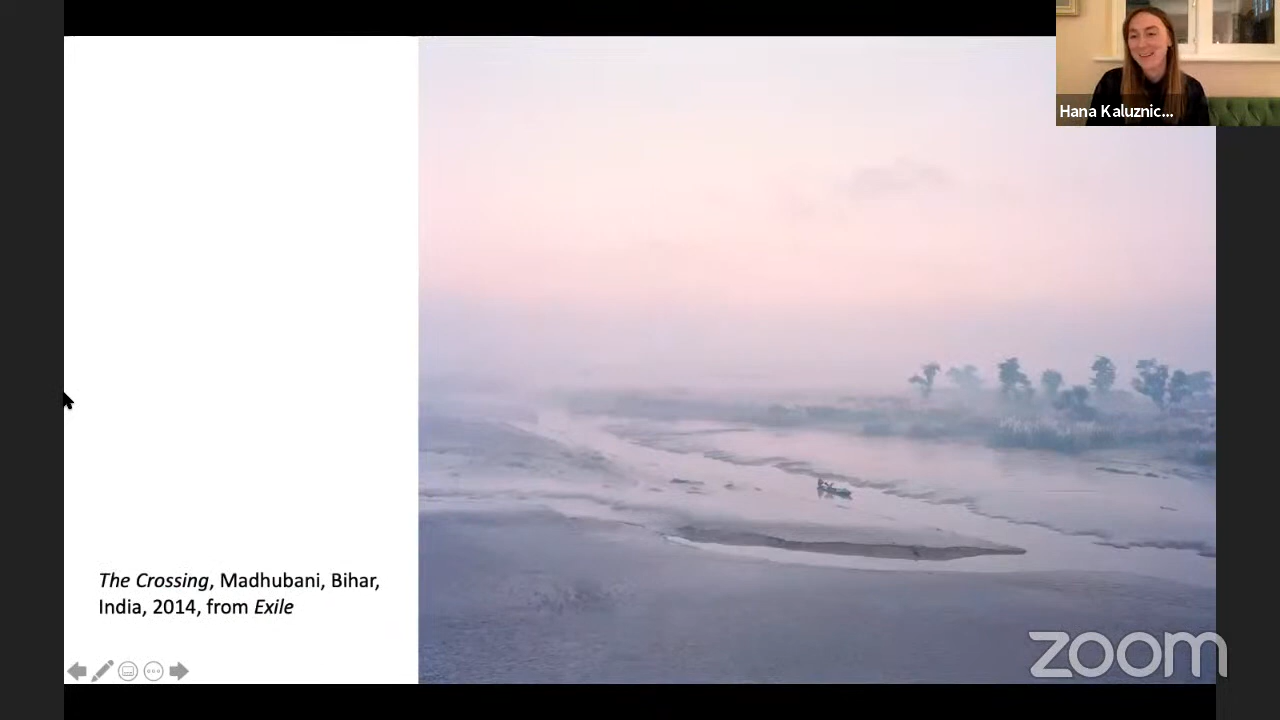 Hana Kaluznic...
The Crossing, Madhubani, Bihar,
India, 2014, from Exile
zoom